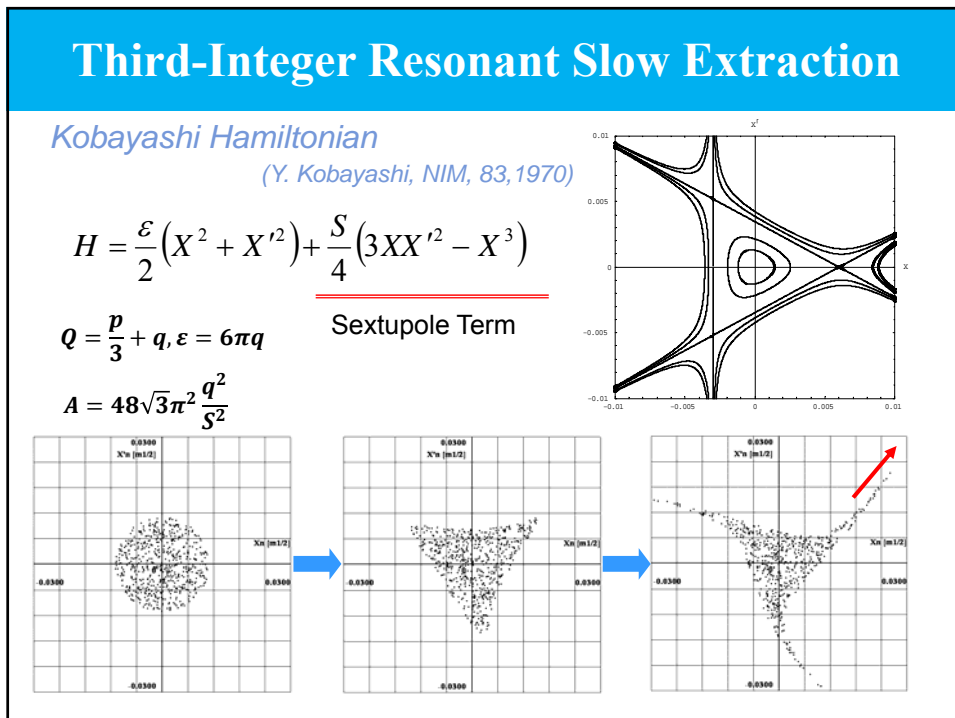 Third-Integer Resonant Slow Extraction
Kobayashi Hamiltonian
(Y. Kobayashi, NIM, 83,1970)
H = ε/2 (X² + X′²) + S/4 (3XX′² − X³)
Sextupole Term
Q = p/3 + q, ε = 6πq
A = 48√3π² q²/S²
x′
0.01
0.005
0
-0.005
-0.01
-0.01 -0.005 0 0.005 0.01
x
0.0300
X'n [m1/2]
Xn [m1/2]
-0.0300 0.0300
-0.0300
0.0300
X'n [m1/2]
Xn [m1/2]
-0.0300 0.0300
-0.0300
0.0300
X'n [m1/2]
Xn [m1/2]
-0.0300 0.0300
-0.0300